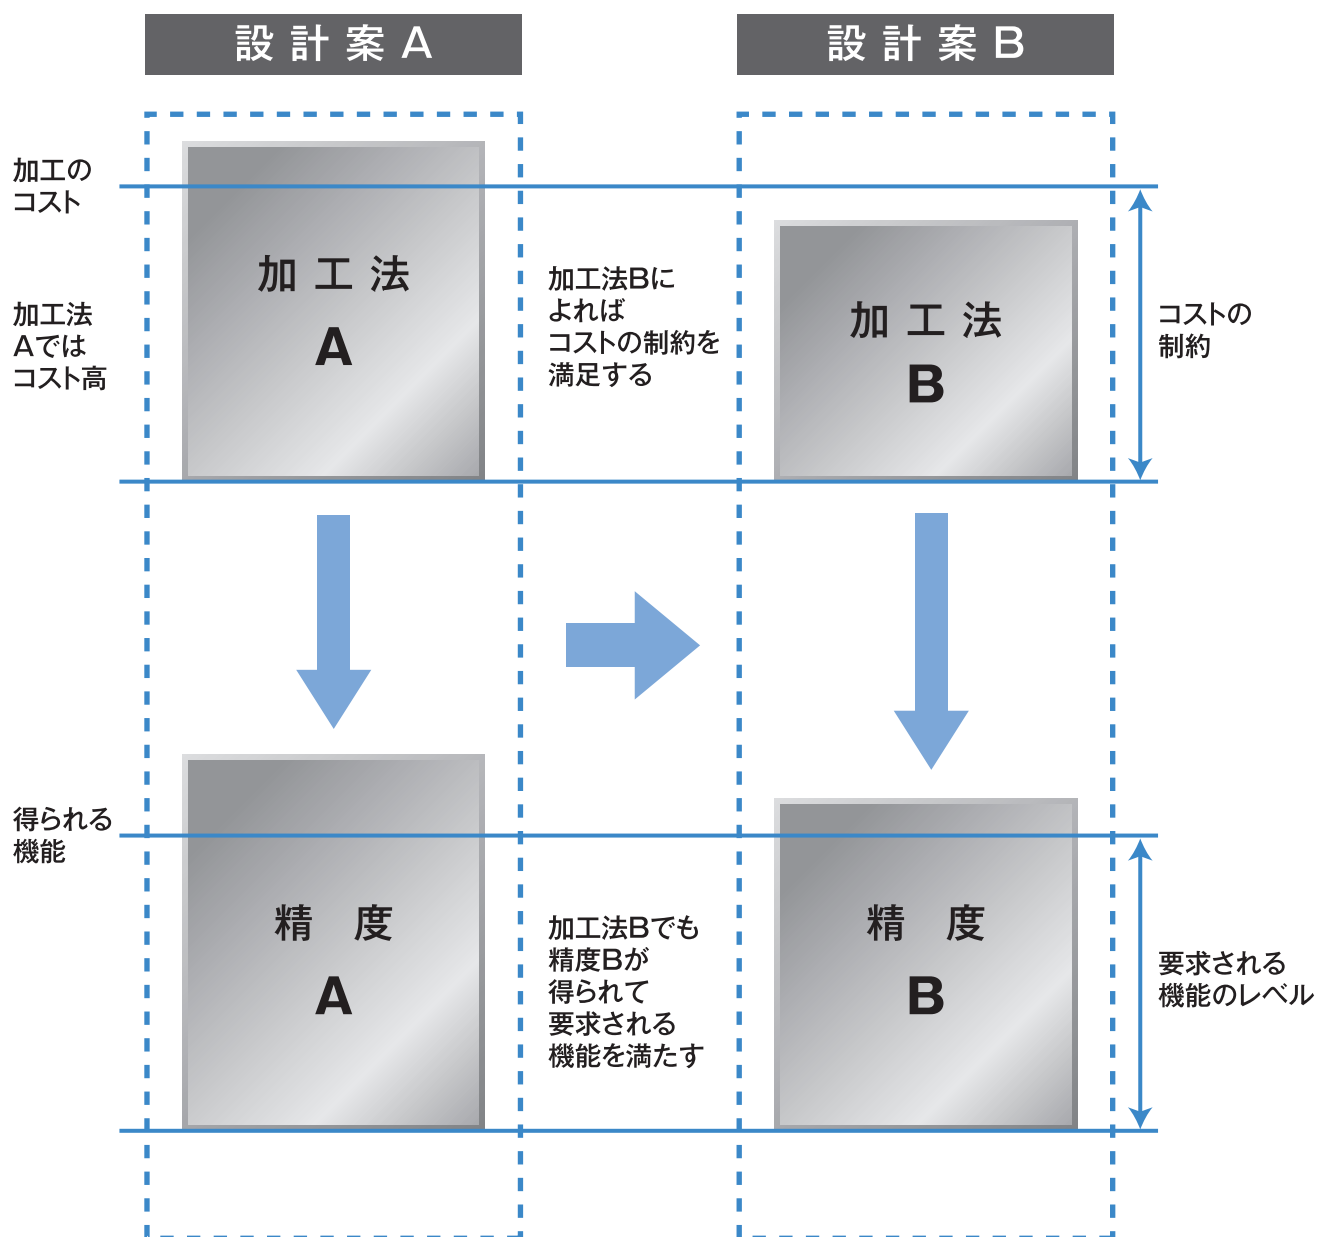 設計案A
設計案B
加工の
コスト
加工法
Aでは
コスト高
加工法
A
加工法Bに
よれば
コストの制約を
満足する
加工法
B
コストの
制約
得られる
機能
精度
A
加工法Bでも
精度Bが
得られて
要求される
機能を満たす
精度
B
要求される
機能のレベル